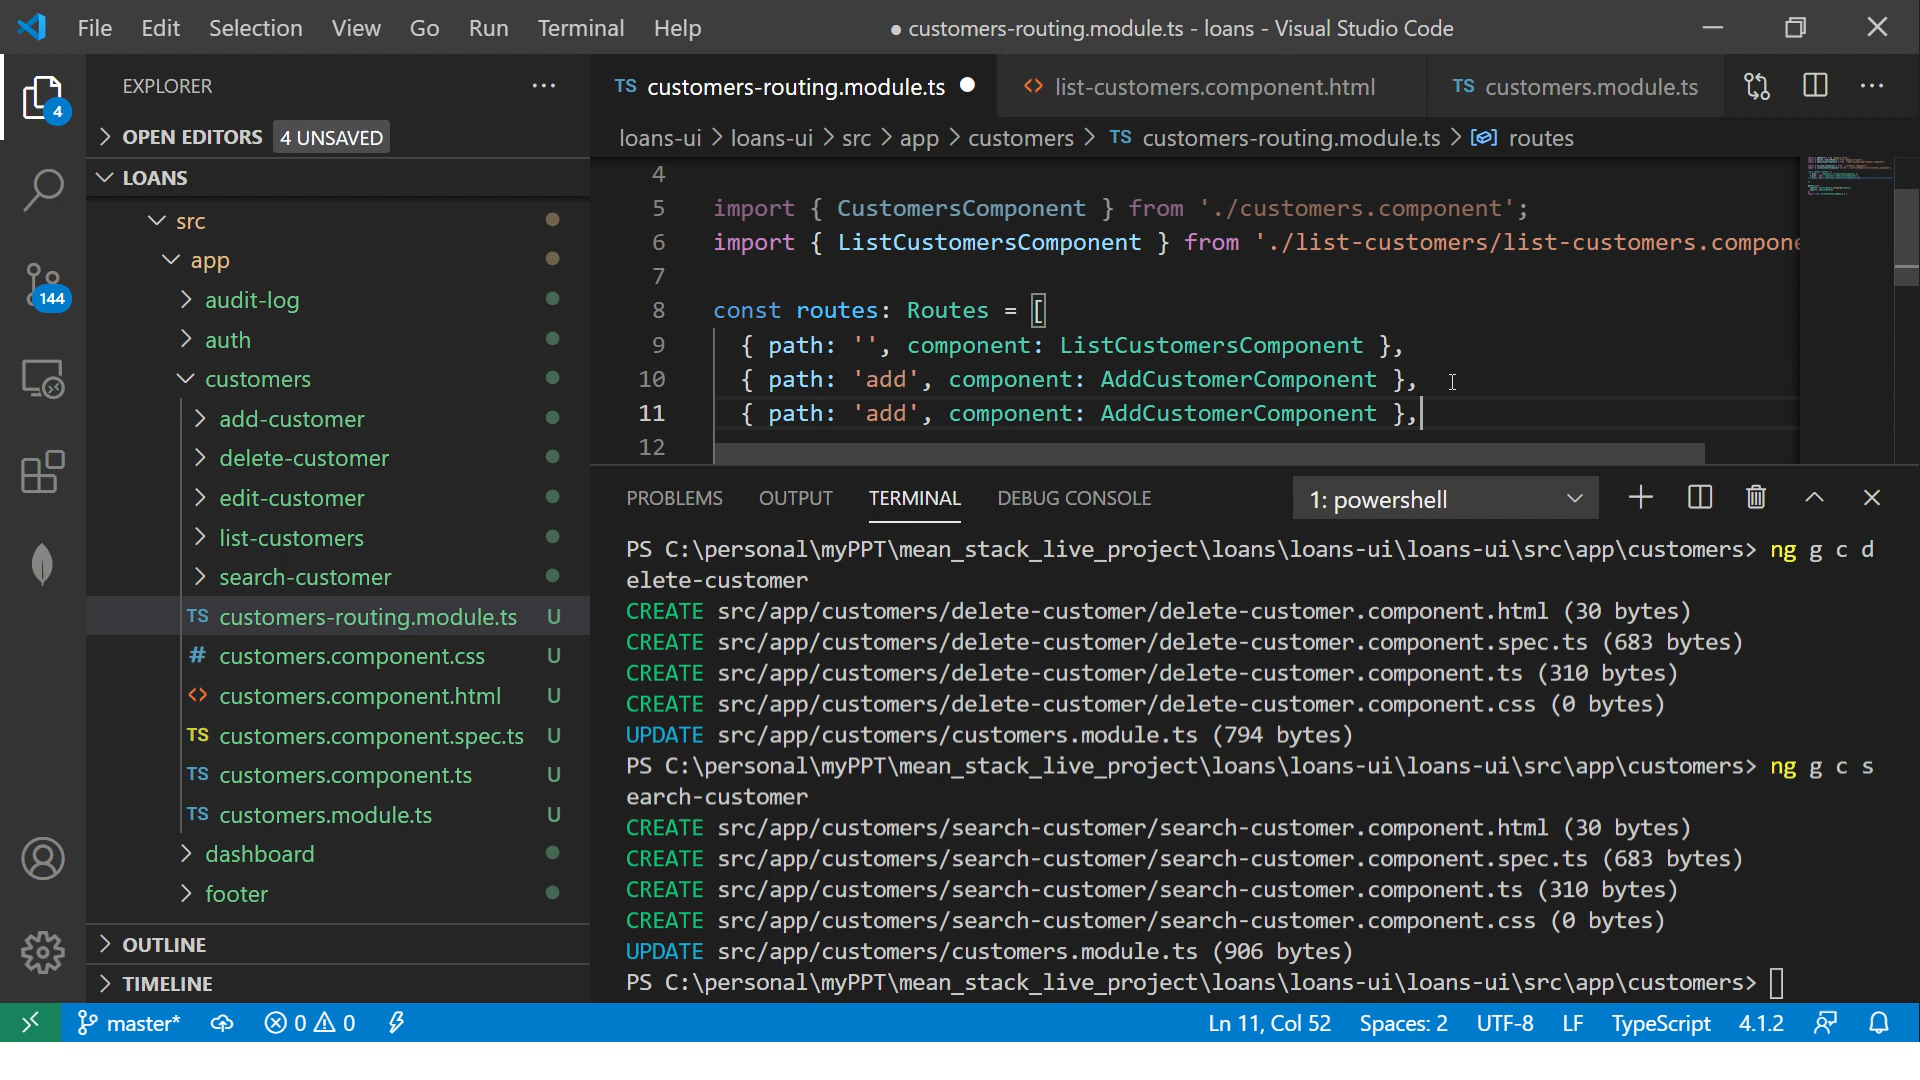 File Edit Selection View Go Run Terminal Help
● customers-routing.module.ts - loans - Visual Studio Code
EXPLORER
4
144
OPEN EDITORS 4 UNSAVED
LOANS
src
app
audit-log
auth
customers
add-customer
delete-customer
edit-customer
list-customers
search-customer
TS customers-routing.module.ts U
# customers.component.css U
<> customers.component.html U
TS customers.component.spec.ts U
TS customers.component.ts U
TS customers.module.ts U
dashboard
footer
OUTLINE
TIMELINE
TS customers-routing.module.ts ● <> list-customers.component.html TS customers.module.ts
loans-ui > loans-ui > src > app > customers > TS customers-routing.module.ts > routes
4
5 import { CustomersComponent } from './customers.component';
6 import { ListCustomersComponent } from './list-customers/list-customers.compone
7
8 const routes: Routes = [
9 { path: '', component: ListCustomersComponent },
10 { path: 'add', component: AddCustomerComponent },
11 { path: 'add', component: AddCustomerComponent },
12
PROBLEMS OUTPUT TERMINAL DEBUG CONSOLE 1: powershell
PS C:\personal\myPPT\mean_stack_live_project\loans\loans-ui\loans-ui\src\app\customers> ng g c d
elete-customer
CREATE src/app/customers/delete-customer/delete-customer.component.html (30 bytes)
CREATE src/app/customers/delete-customer/delete-customer.component.spec.ts (683 bytes)
CREATE src/app/customers/delete-customer/delete-customer.component.ts (310 bytes)
CREATE src/app/customers/delete-customer/delete-customer.component.css (0 bytes)
UPDATE src/app/customers/customers.module.ts (794 bytes)
PS C:\personal\myPPT\mean_stack_live_project\loans\loans-ui\loans-ui\src\app\customers> ng g c s
earch-customer
CREATE src/app/customers/search-customer/search-customer.component.html (30 bytes)
CREATE src/app/customers/search-customer/search-customer.component.spec.ts (683 bytes)
CREATE src/app/customers/search-customer/search-customer.component.ts (310 bytes)
CREATE src/app/customers/search-customer/search-customer.component.css (0 bytes)
UPDATE src/app/customers/customers.module.ts (906 bytes)
PS C:\personal\myPPT\mean_stack_live_project\loans\loans-ui\loans-ui\src\app\customers>
master* 0 0 Ln 11, Col 52 Spaces: 2 UTF-8 LF TypeScript 4.1.2